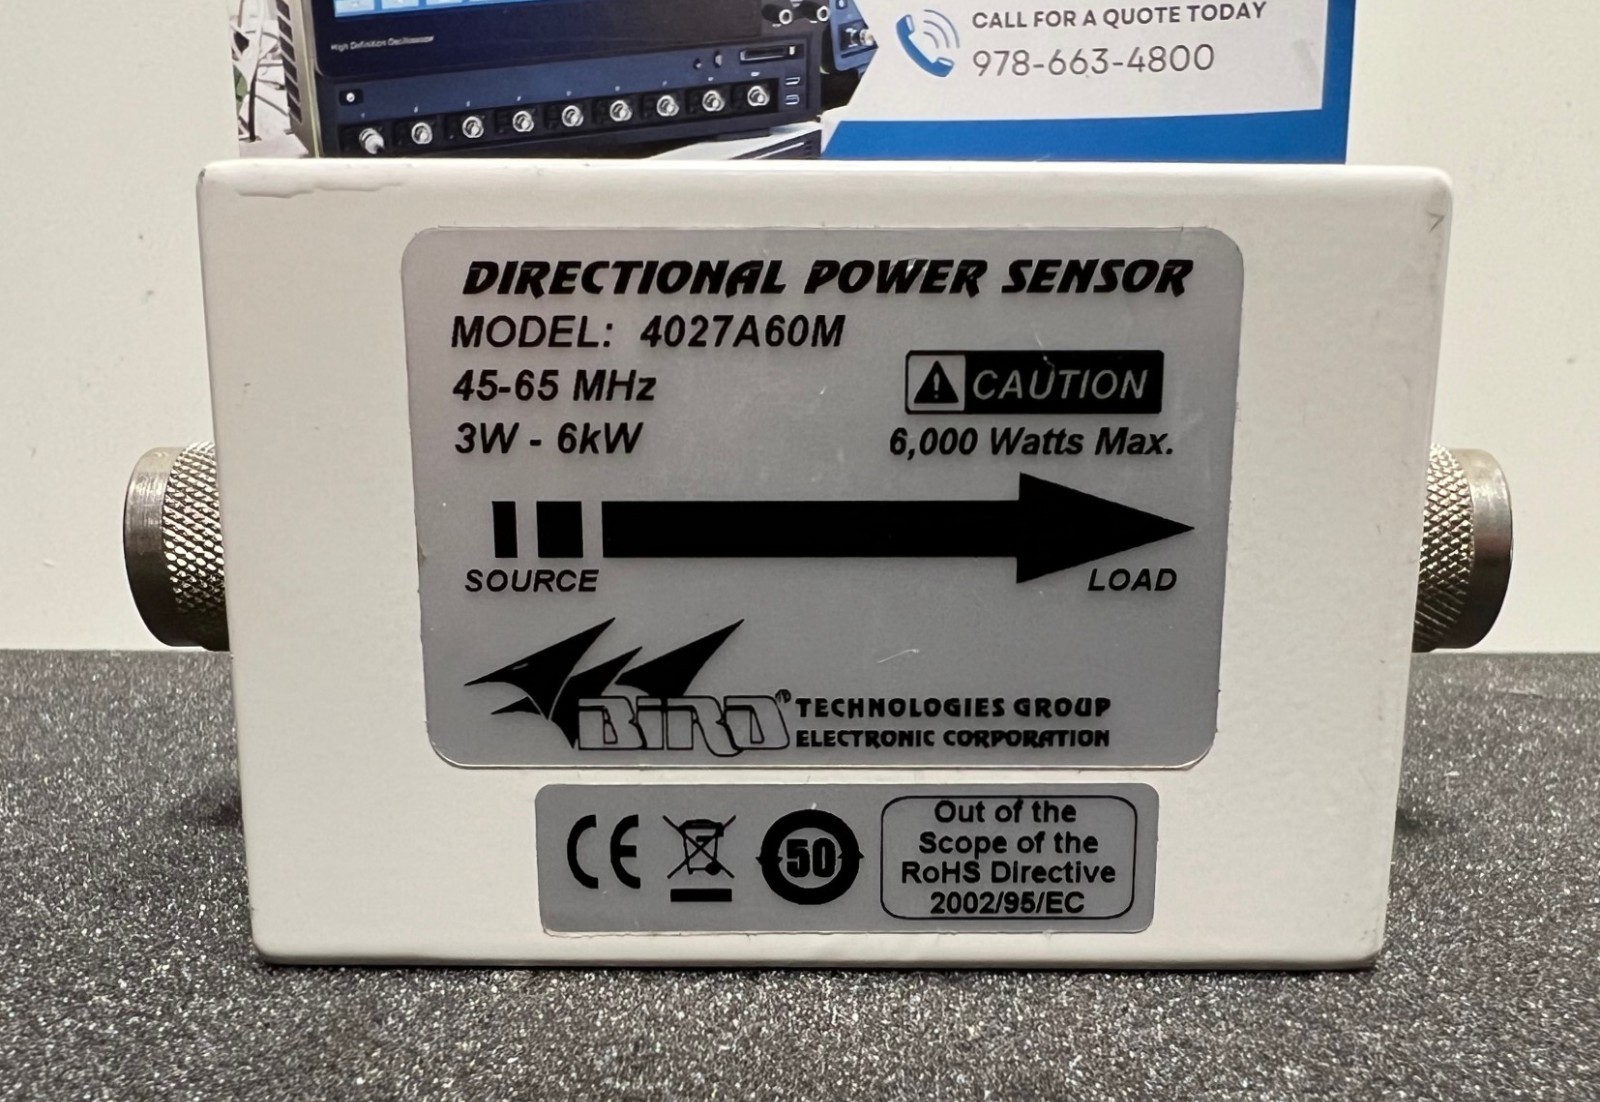 High Definition Oscilloscope
CALL FOR A QUOTE TODAY
978-663-4800
DIRECTIONAL POWER SENSOR
MODEL: 4027A60M
45-65 MHz
3W - 6kW
CAUTION
6,000 Watts Max.
SOURCE
LOAD
BIRD® TECHNOLOGIES GROUP
ELECTRONIC CORPORATION
CE
50
Out of the
Scope of the
RoHS Directive
2002/95/EC